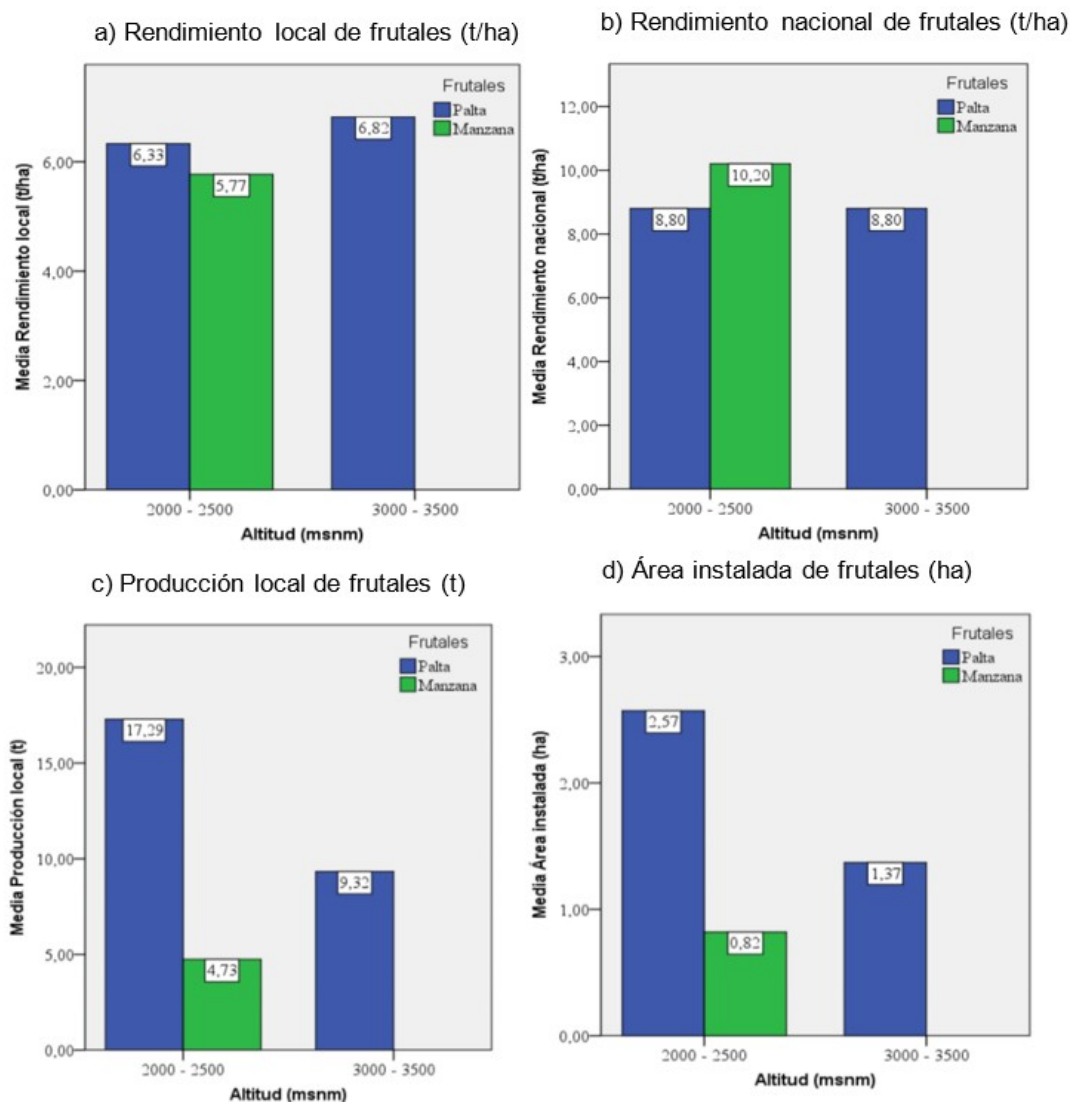 a) Rendimiento local de frutales (t/ha)
Frutales
Palta
Manzana
Media Rendimiento local (t/ha)
6,00
4,00
2,00
0,00
6,33
5,77
6,82
2000 - 2500
3000 - 3500
Altitud (msnm)
b) Rendimiento nacional de frutales (t/ha)
Frutales
Palta
Manzana
Media Rendimiento nacional (t/ha)
12,00
10,00
8,00
6,00
4,00
2,00
0,00
8,80
10,20
8,80
2000 - 2500
3000 - 3500
Altitud (msnm)
c) Producción local de frutales (t)
Frutales
Palta
Manzana
Media Producción local (t)
20,00
15,00
10,00
5,00
0,00
17,29
4,73
9,32
2000 - 2500
3000 - 3500
Altitud (msnm)
d) Área instalada de frutales (ha)
Frutales
Palta
Manzana
Media Área instalada (ha)
3,00
2,00
1,00
0,00
2,57
0,82
1,37
2000 - 2500
3000 - 3500
Altitud (msnm)